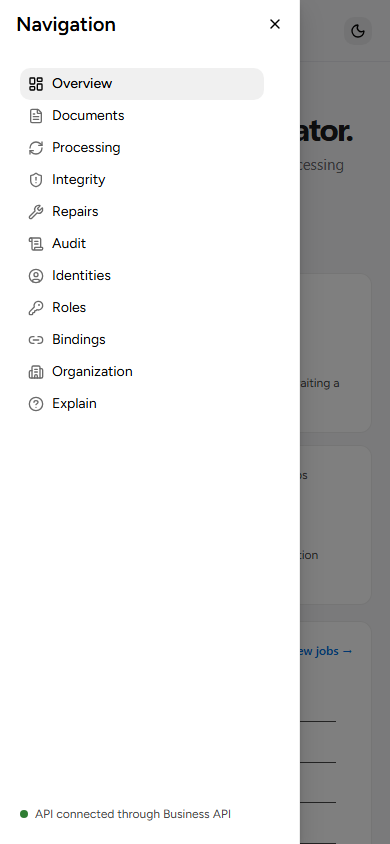 Navigation
Overview
Documents
Processing
Integrity
Repairs
Audit
Identities
Roles
Bindings
Organization
Explain
API connected through Business API
ator.
cessing
aiting a
os
tion
ew jobs →